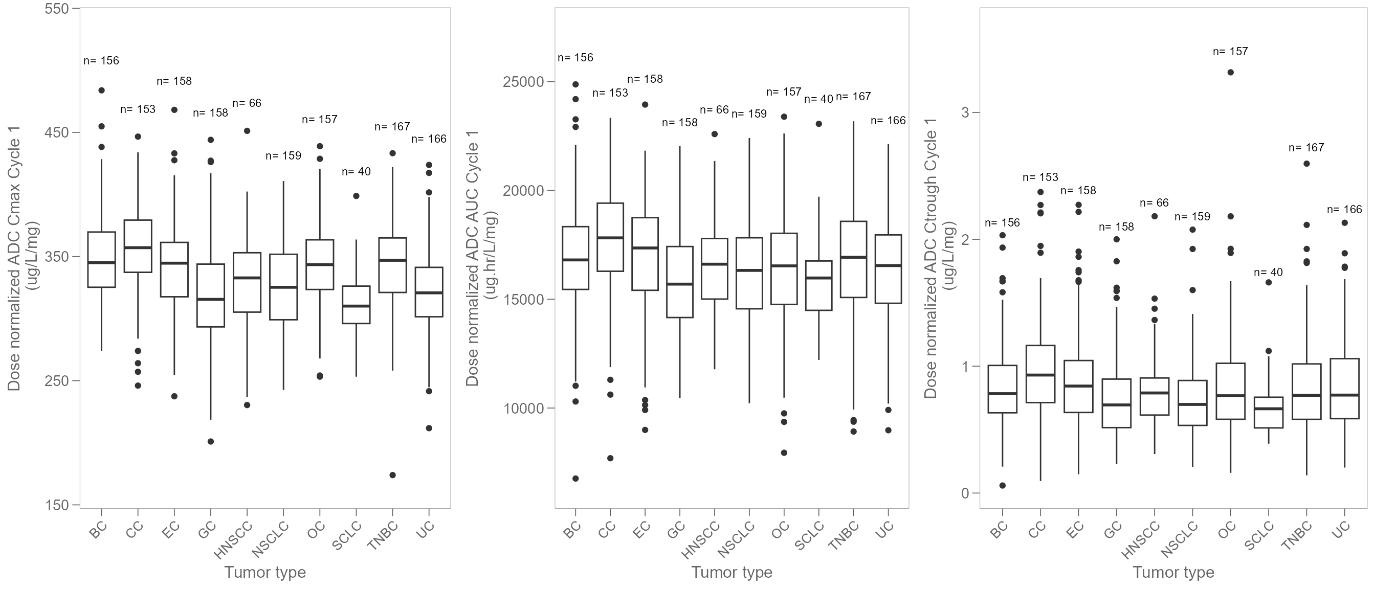 Dose normalized ADC Cmax Cycle 1
(ug/L/mg)
550
450
350
250
150
n= 156
n= 153
n= 158
n= 158
n= 66
n= 159
n= 157
n= 40
n= 167
n= 166
BC
CC
EC
GC
HNSCC
NSCLC
OC
SCLC
TNBC
UC
Tumor type
Dose normalized ADC AUC Cycle 1
(ug.hr/L/mg)
25000
20000
15000
10000
n= 156
n= 153
n= 158
n= 158
n= 66
n= 159
n= 157
n= 40
n= 167
n= 166
BC
CC
EC
GC
HNSCC
NSCLC
OC
SCLC
TNBC
UC
Tumor type
Dose normalized ADC Ctrough Cycle 1
(ug/L/mg)
3
2
1
0
n= 156
n= 153
n= 158
n= 158
n= 66
n= 159
n= 157
n= 40
n= 167
n= 166
BC
CC
EC
GC
HNSCC
NSCLC
OC
SCLC
TNBC
UC
Tumor type